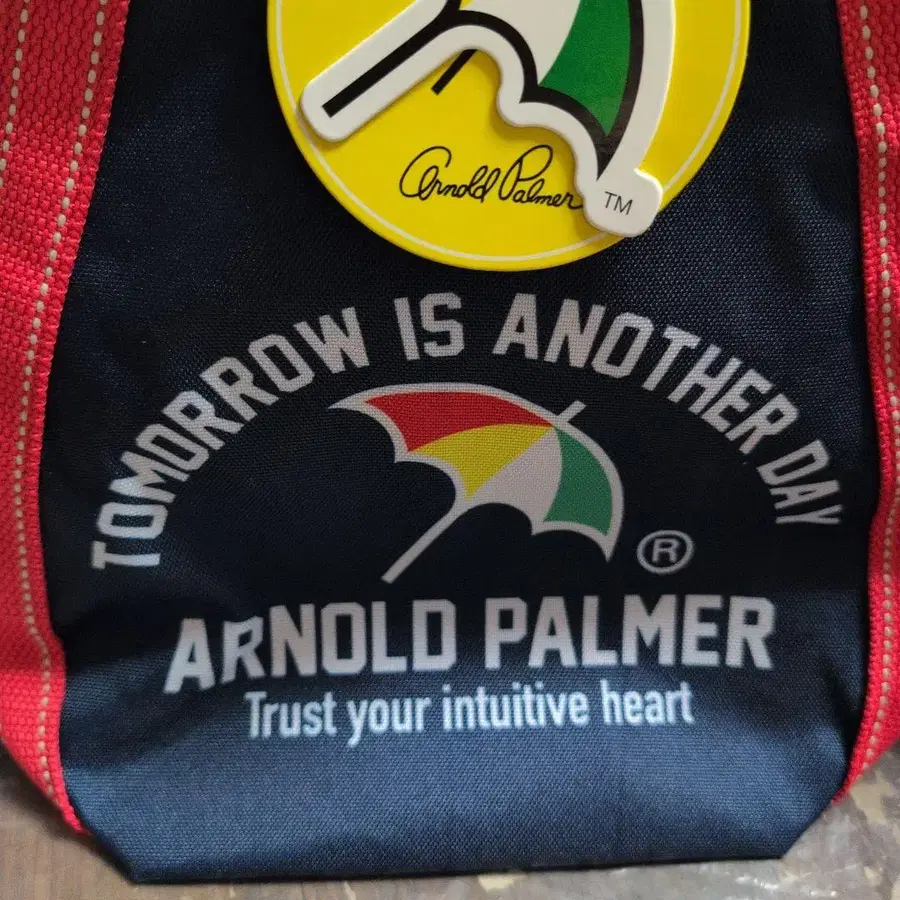 Arnold Palmer
TM
TOMORROW IS ANOTHER DAY
®
ARNOLD PALMER
Trust your intuitive heart